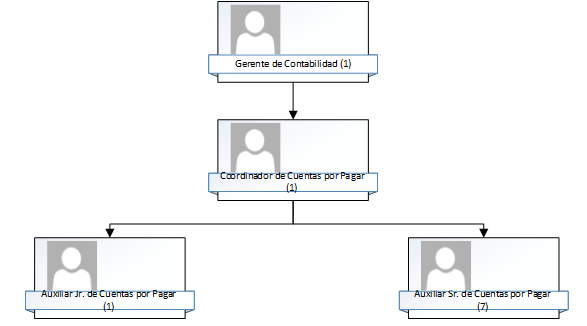 Gerente de Contabilidad (1)
Coordinador de Cuentas por Pagar
(1)
Auxiliar Jr. de Cuentas por Pagar
(1)
Auxiliar Sr. de Cuentas por Pagar
(7)